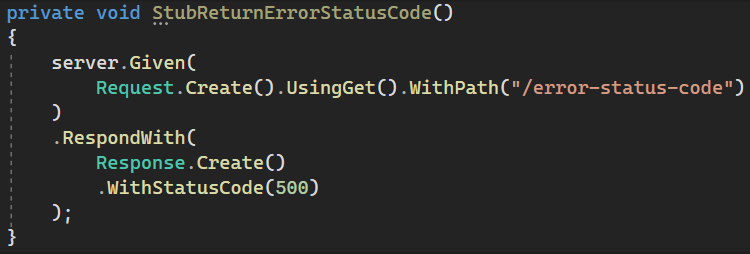 private void StubReturnErrorStatusCode()
{
    server.Given(
        Request.Create().UsingGet().WithPath("/error-status-code")
    )
    .RespondWith(
        Response.Create()
        .WithStatusCode(500)
    );
}